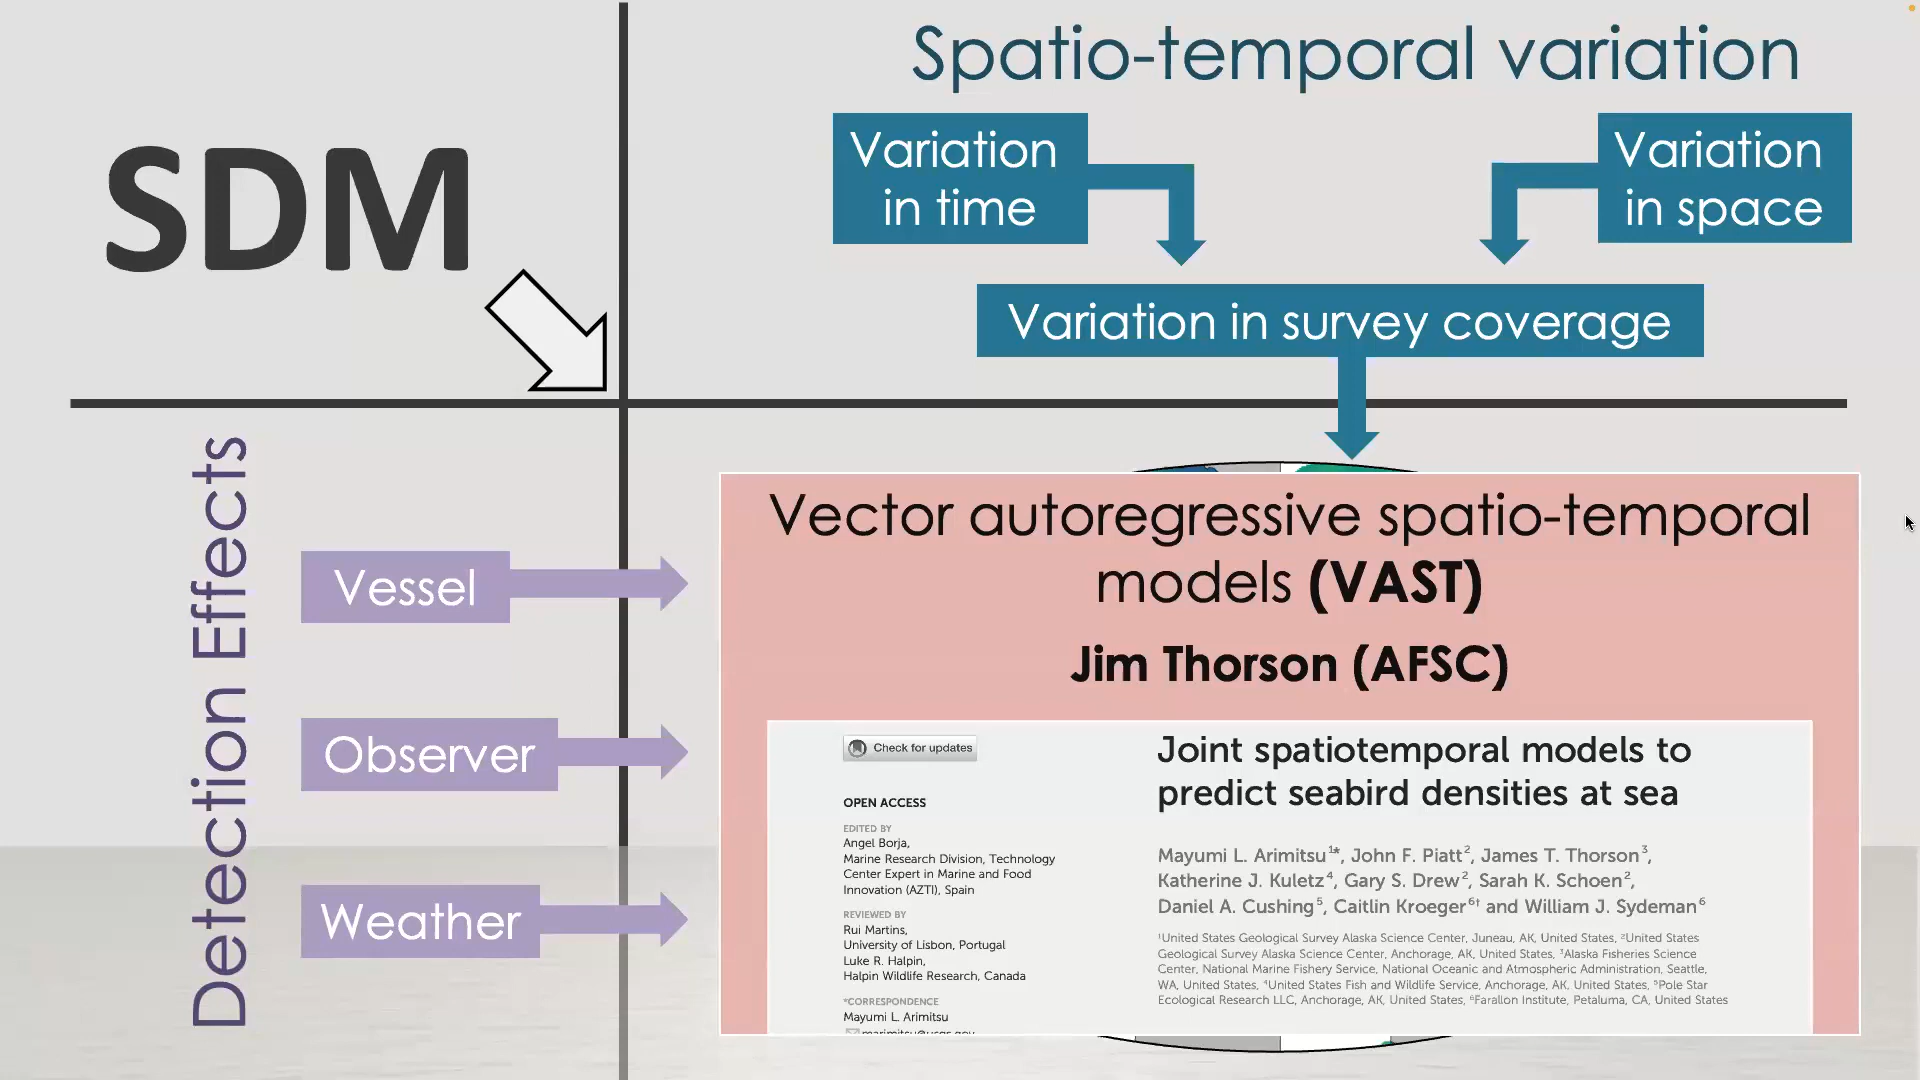 Spatio-temporal variation
Variation
in time
Variation
in space
SDM
Variation in survey coverage
Detection Effects
Vessel
Observer
Weather
Vector autoregressive spatio-temporal
models (VAST)
Jim Thorson (AFSC)
Check for updates
OPEN ACCESS
EDITED BY
Angel Borja,
Marine Research Division, Technology
Center Expert in Marine and Food
Innovation (AZTI), Spain
REVIEWED BY
Rui Martins,
University of Lisbon, Portugal
Luke R. Halpin,
Halpin Wildlife Research, Canada
*CORRESPONDENCE
Mayumi L. Arimitsu
marimitsu@usgs.gov
Joint spatiotemporal models to
predict seabird densities at sea
Mayumi L. Arimitsu¹*, John F. Piatt², James T. Thorson³,
Katherine J. Kuletz⁴, Gary S. Drew², Sarah K. Schoen²,
Daniel A. Cushing⁵, Caitlin Kroeger⁶† and William J. Sydeman⁶
¹United States Geological Survey Alaska Science Center, Juneau, AK, United States, ²United States
Geological Survey Alaska Science Center, Anchorage, AK, United States, ³Alaska Fisheries Science
Center, National Marine Fishery Service, National Oceanic and Atmospheric Administration, Seattle,
WA, United States, ⁴United States Fish and Wildlife Service, Anchorage, AK, United States, ⁵Pole Star
Ecological Research LLC, Anchorage, AK, United States, ⁶Farallon Institute, Petaluma, CA, United States